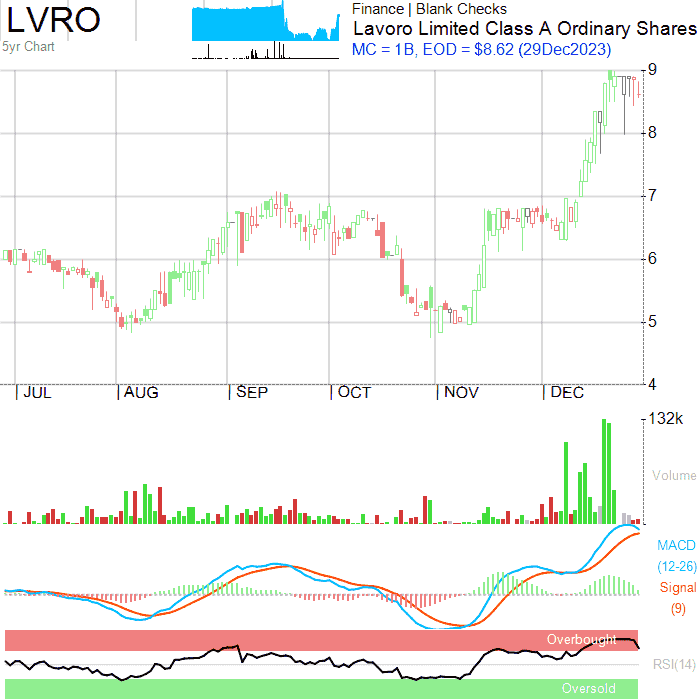 LVRO
5yr Chart
Finance | Blank Checks
Lavoro Limited Class A Ordinary Shares
MC = 1B, EOD = $8.62 (29Dec2023)
9
8
7
6
5
4
| JUL | AUG | SEP | OCT | NOV | DEC
132k
Volume
MACD
(12-26)
Signal
(9)
Overbought
RSI(14)
Oversold